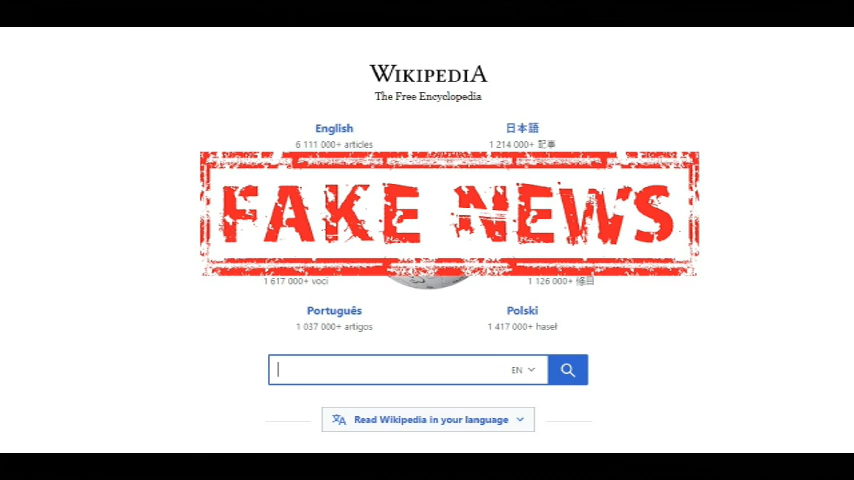 WIKIPEDIA
The Free Encyclopedia
English
6 111 000+ articles
日本語
1 214 000+ 記事
FAKE NEWS
1 617 000+ voci
1 126 000+ 條目
Português
1 037 000+ artigos
Polski
1 417 000+ haseł
EN
Read Wikipedia in your language